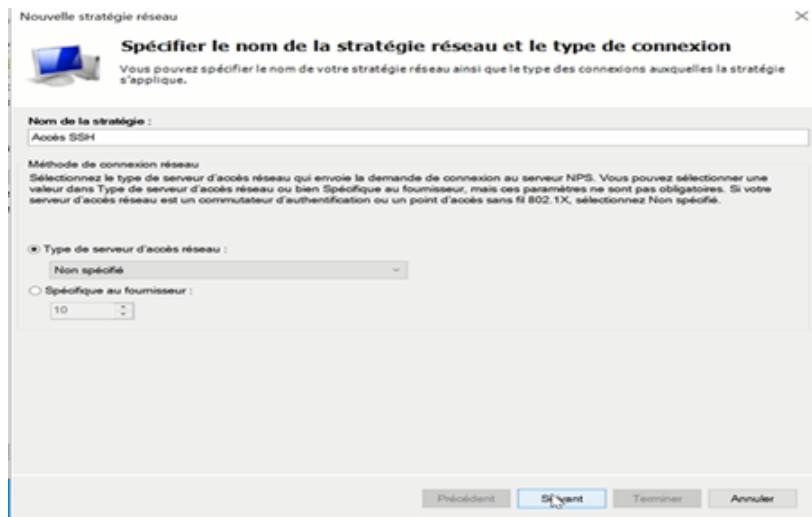 Nouvelle stratégie réseau
Spécifier le nom de la stratégie réseau et le type de connexion
Vous pouvez spécifier le nom de votre stratégie réseau ainsi que le type des connexions auxquelles la stratégie
s'applique.
Nom de la stratégie :
Accès SSH
Méthode de connexion réseau
Sélectionnez le type de serveur d'accès réseau qui envoie la demande de connexion au serveur NPS. Vous pouvez sélectionner une
valeur dans Type de serveur d'accès réseau ou bien Spécifique au fournisseur, mais ces paramètres ne sont pas obligatoires. Si votre
serveur d'accès réseau est un commutateur d'authentification ou un point d'accès sans fil 802.1X, sélectionnez Non spécifié.
Type de serveur d'accès réseau :
Non spécifié
Spécifique au fournisseur :
10
Précédent Suivant Terminer Annuler